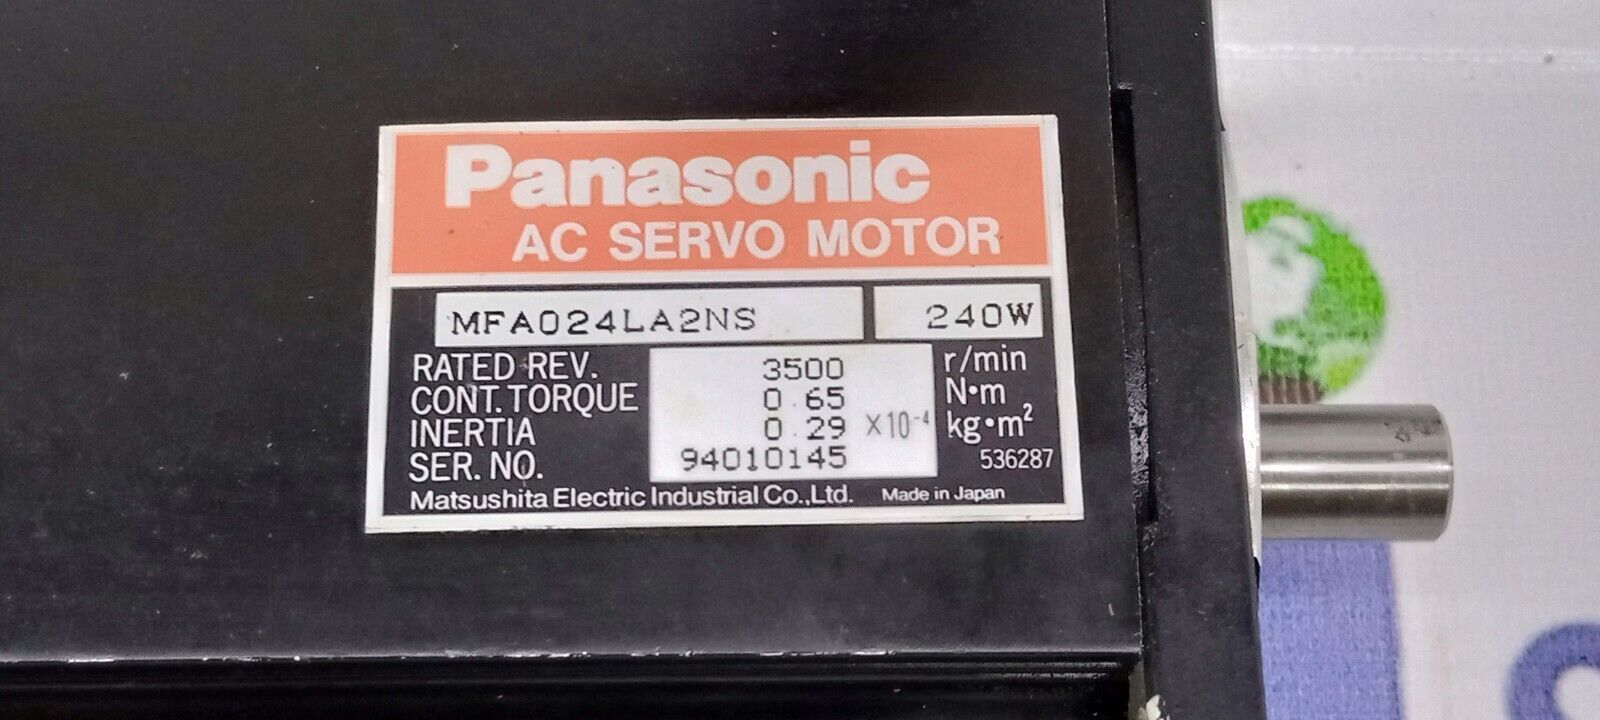 Panasonic
AC SERVO MOTOR
MFA024LA2NS 240W
RATED REV. 3500 r/min
CONT. TORQUE 0.65 N•m
INERTIA 0.29 ×10⁻⁴ kg•m²
SER. NO. 94010145 536287
Matsushita Electric Industrial Co.,Ltd. Made in Japan